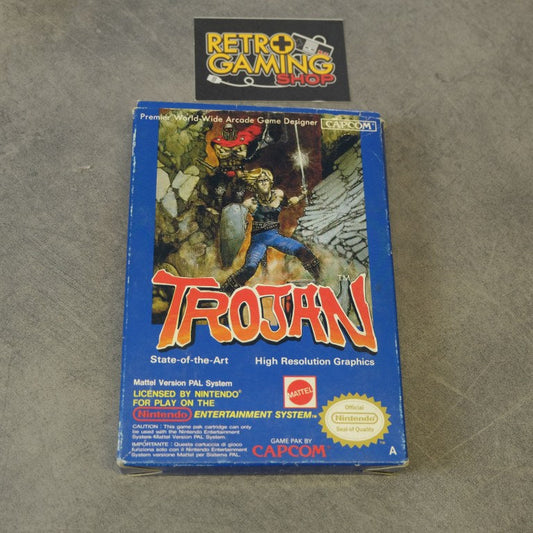 RETRO
GAMING
SHOP
Premier World-Wide Arcade Game Designer
CAPCOM
TROJAN™
State-of-the-Art High Resolution Graphics
Mattel Version PAL System
LICENSED BY NINTENDO®
FOR PLAY ON THE
Nintendo ENTERTAINMENT SYSTEM™
MATTEL
Official
Nintendo
Seal of Quality
CAUTION : This game pak cartridge can only
be used with the Nintendo Entertainment
System Mattel Version PAL System.
IMPORTANTE : Questa cartuccia di gioco
funziona solo con il Nintendo Entertainment
System versione Mattel per Sistema PAL.
GAME PAK BY
CAPCOM
A